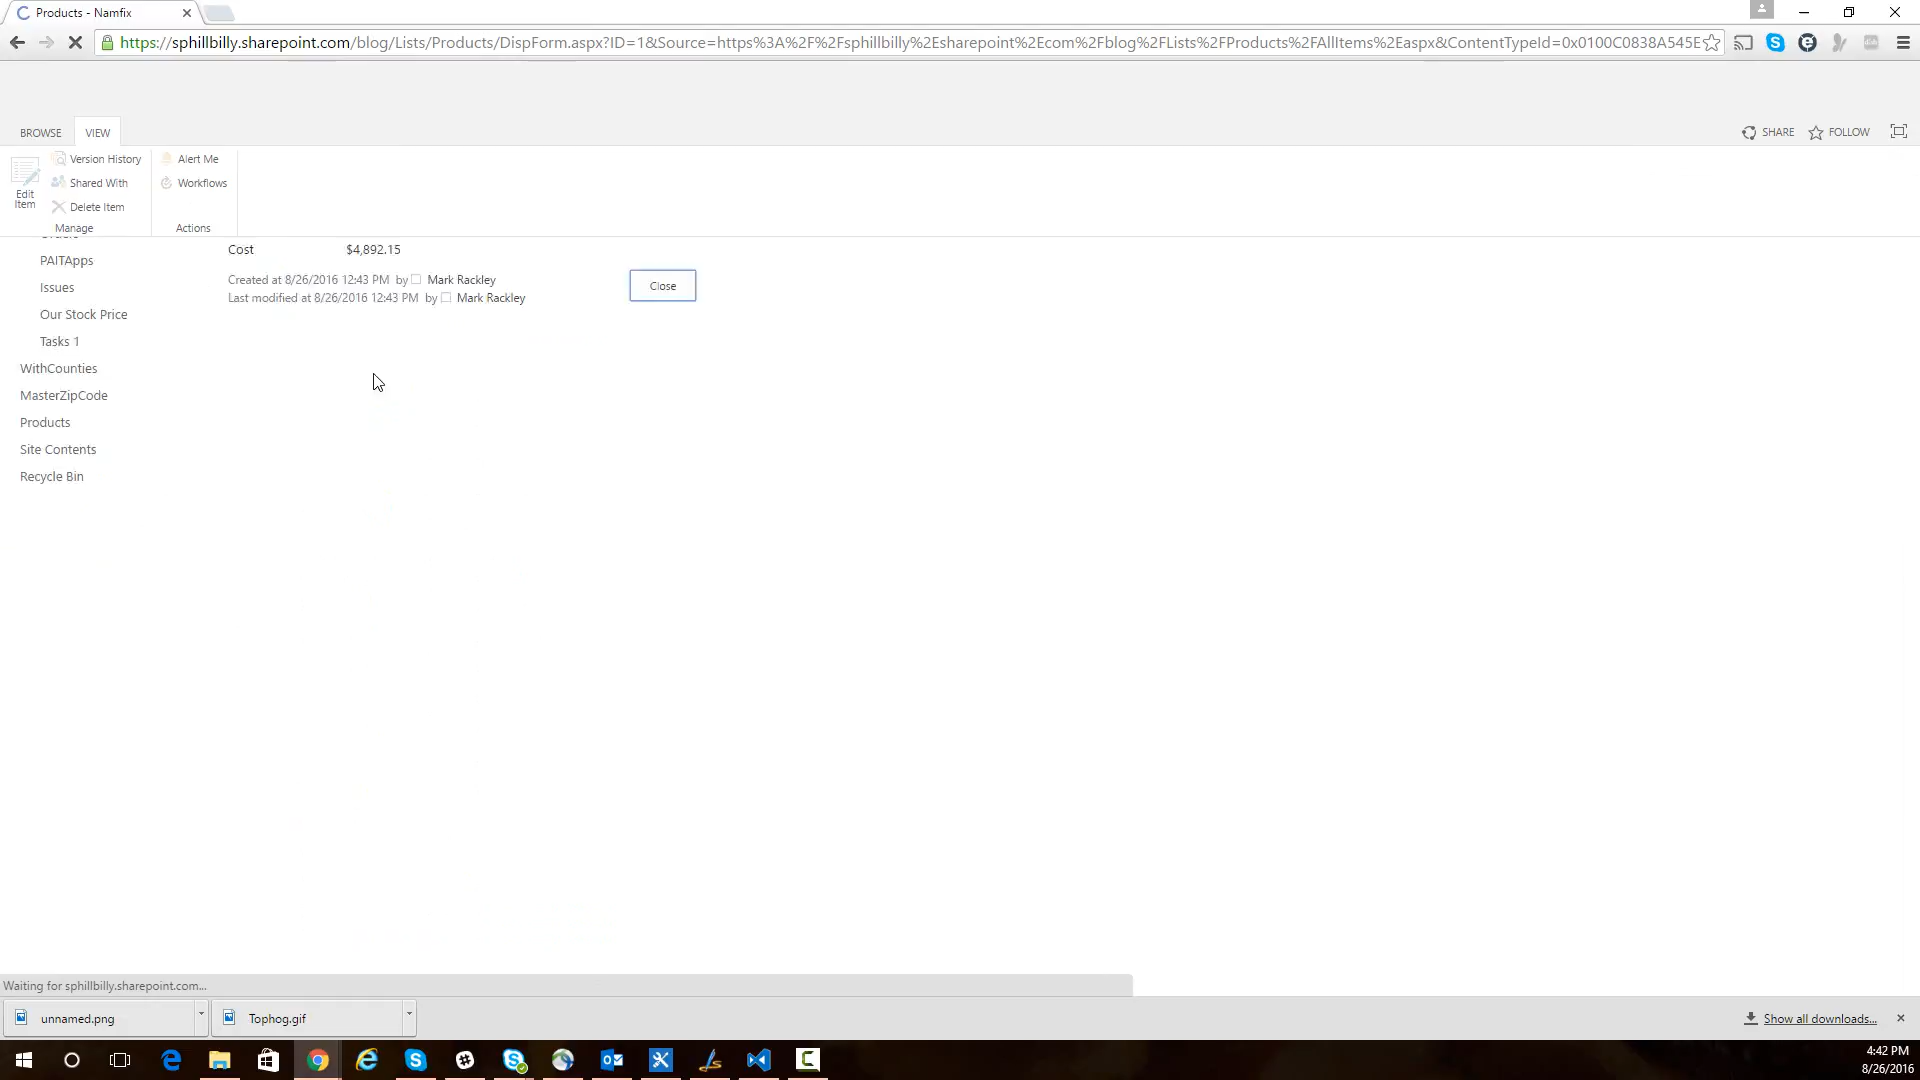 Products - Namfix
https://sphillbilly.sharepoint.com/blog/Lists/Products/DispForm.aspx?ID=1&Source=https%3A%2F%2Fsphillbilly%2Esharepoint%2Ecom%2Fblog%2FLists%2FProducts%2FAllItems%2Easpx&ContentTypeId=0x0100C0838A545E
BROWSE
VIEW
SHARE
FOLLOW
Edit Item
Version History
Shared With
Delete Item
Manage
Alert Me
Workflows
Actions
PAITApps
Issues
Our Stock Price
Tasks 1
WithCounties
MasterZipCode
Products
Site Contents
Recycle Bin
Cost $4,892.15
Created at 8/26/2016 12:43 PM by Mark Rackley
Last modified at 8/26/2016 12:43 PM by Mark Rackley
Close
Waiting for sphillbilly.sharepoint.com...
unnamed.png
Tophog.gif
Show all downloads...
4:42 PM
8/26/2016